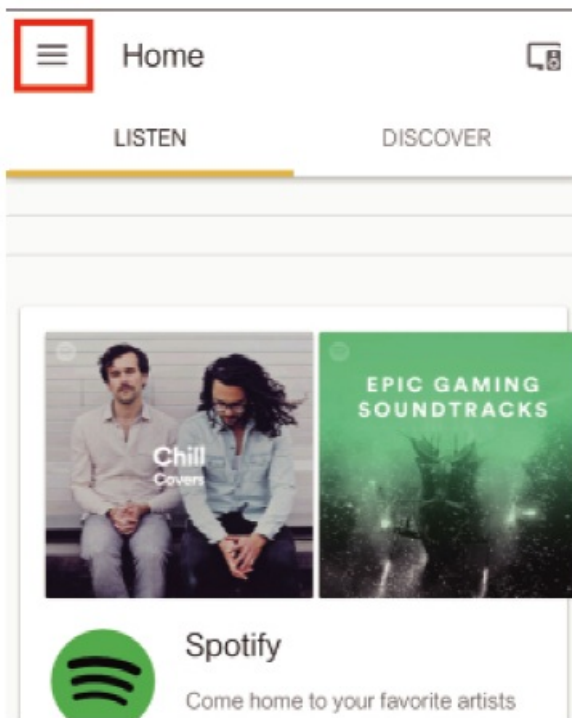 Home
LISTEN
DISCOVER
Chill
Covers
EPIC GAMING
SOUNDTRACKS
Spotify
Come home to your favorite artists